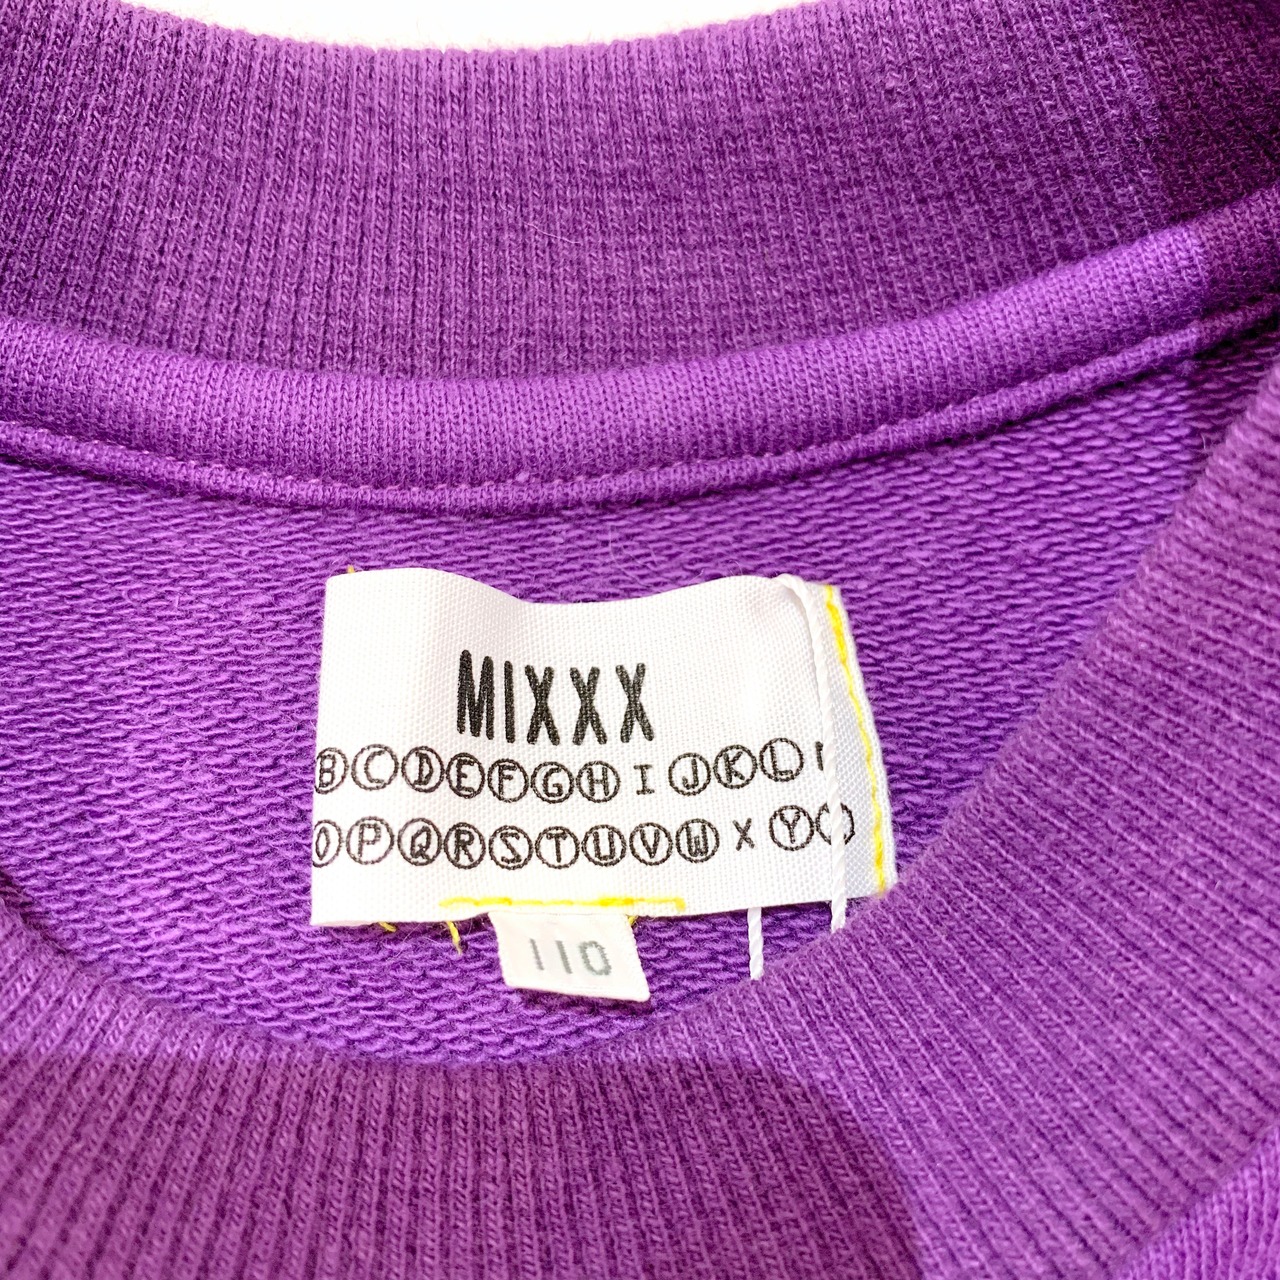 MIXXX
BCDEFGHIJKL
OPQRSTUVWXY
110